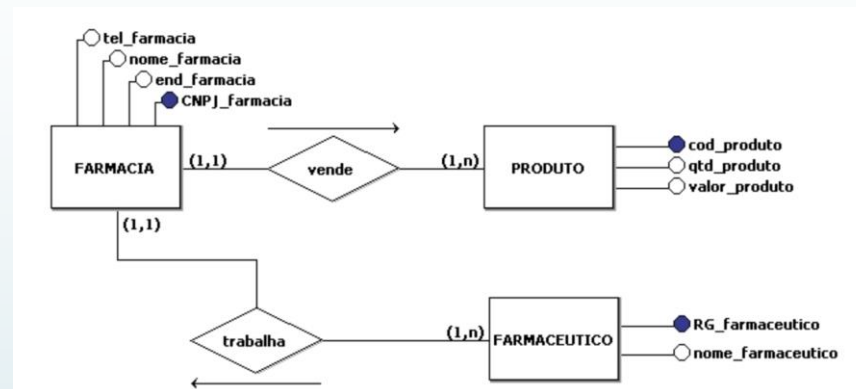 tel_farmacia
nome_farmacia
end_farmacia
CNPJ_farmacia
FARMACIA
(1,1)
vende
(1,n)
PRODUTO
cod_produto
qtd_produto
valor_produto
(1,1)
trabalha
(1,n)
FARMACEUTICO
RG_farmaceutico
nome_farmaceutico